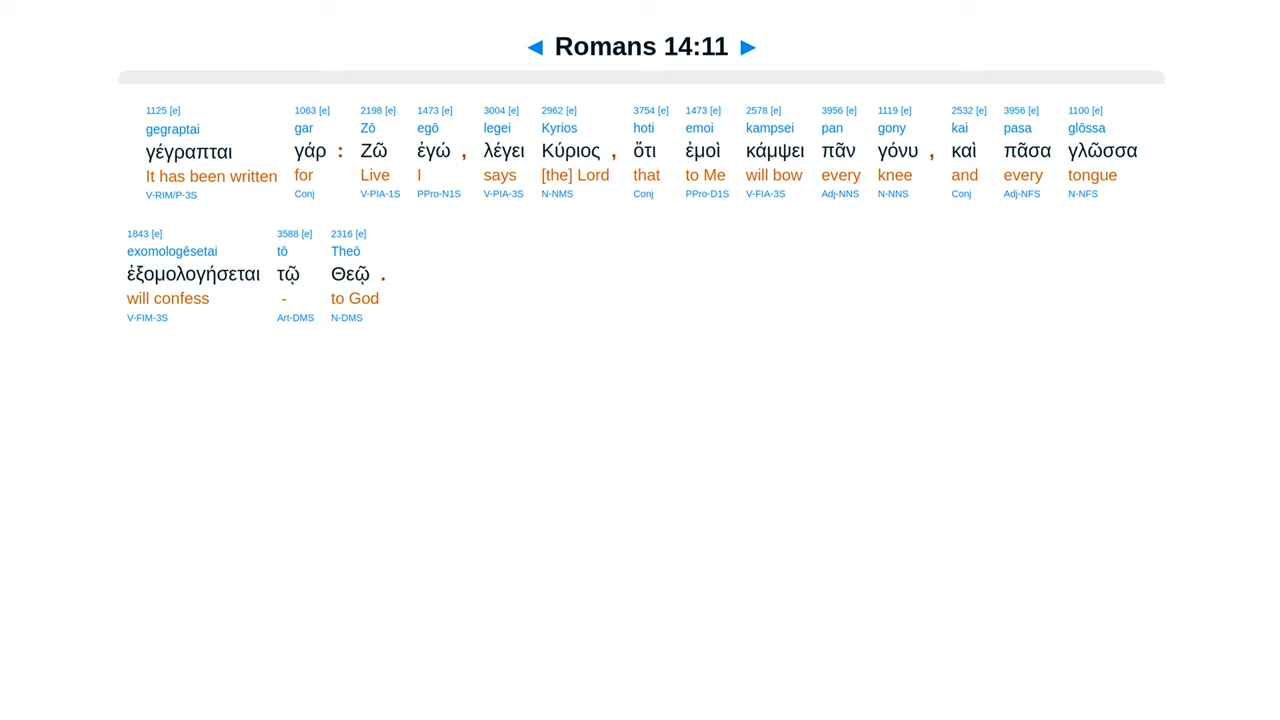 ◄ Romans 14:11 ►
1125 [e] 1063 [e] 2198 [e] 1473 [e] 3004 [e] 2962 [e] 3754 [e] 1473 [e] 2578 [e] 3956 [e] 1119 [e] 2532 [e] 3956 [e] 1100 [e]
gegraptai gar Zō egō legei Kyrios hoti emoi kampsei pan gony kai pasa glōssa
γέγραπται γάρ : Ζῶ ἐγώ , λέγει Κύριος , ὅτι ἐμοὶ κάμψει πᾶν γόνυ , καὶ πᾶσα γλῶσσα
It has been written for Live I says [the] Lord that to Me will bow every knee and every tongue
V-RIM/P-3S Conj V-PIA-1S PPro-N1S V-PIA-3S N-NMS Conj PPro-D1S V-FIA-3S Adj-NNS N-NNS Conj Adj-NFS N-NFS
1843 [e] 3588 [e] 2316 [e]
exomologēsetai tō Theō
ἐξομολογήσεται τῷ Θεῷ .
will confess - to God
V-FIM-3S Art-DMS N-DMS